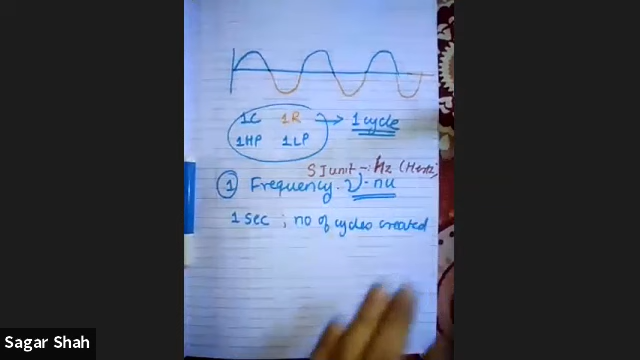 1C 1R → 1 cycle
1HP 1LP
SI unit - Hz (Hertz)
① Frequency. ν. nu
1 sec ; no of cycles created
Sagar Shah